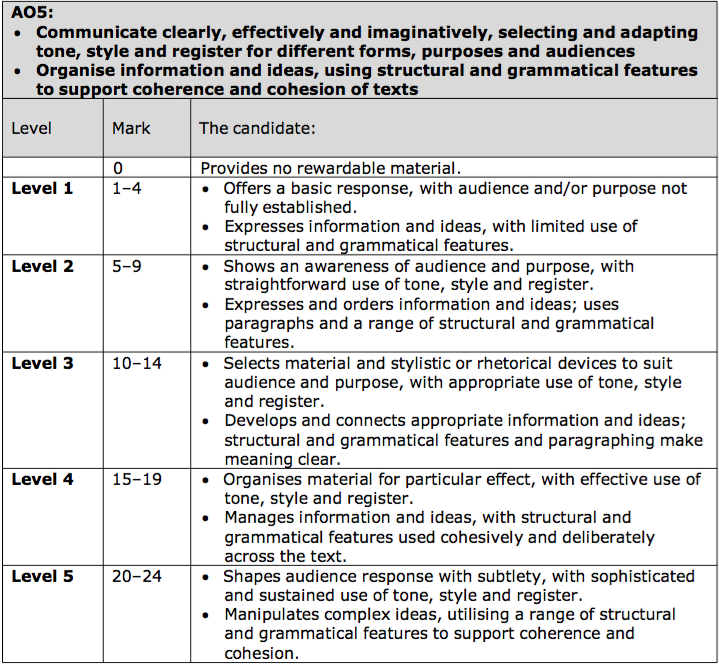 AO5:
• Communicate clearly, effectively and imaginatively, selecting and adapting
tone, style and register for different forms, purposes and audiences
• Organise information and ideas, using structural and grammatical features
to support coherence and cohesion of texts
Level Mark The candidate:
0 Provides no rewardable material.
Level 1 1–4 • Offers a basic response, with audience and/or purpose not
fully established.
• Expresses information and ideas, with limited use of
structural and grammatical features.
Level 2 5–9 • Shows an awareness of audience and purpose, with
straightforward use of tone, style and register.
• Expresses and orders information and ideas; uses
paragraphs and a range of structural and grammatical
features.
Level 3 10–14 • Selects material and stylistic or rhetorical devices to suit
audience and purpose, with appropriate use of tone, style
and register.
• Develops and connects appropriate information and ideas;
structural and grammatical features and paragraphing make
meaning clear.
Level 4 15–19 • Organises material for particular effect, with effective use of
tone, style and register.
• Manages information and ideas, with structural and
grammatical features used cohesively and deliberately
across the text.
Level 5 20–24 • Shapes audience response with subtlety, with sophisticated
and sustained use of tone, style and register.
• Manipulates complex ideas, utilising a range of structural
and grammatical features to support coherence and
cohesion.